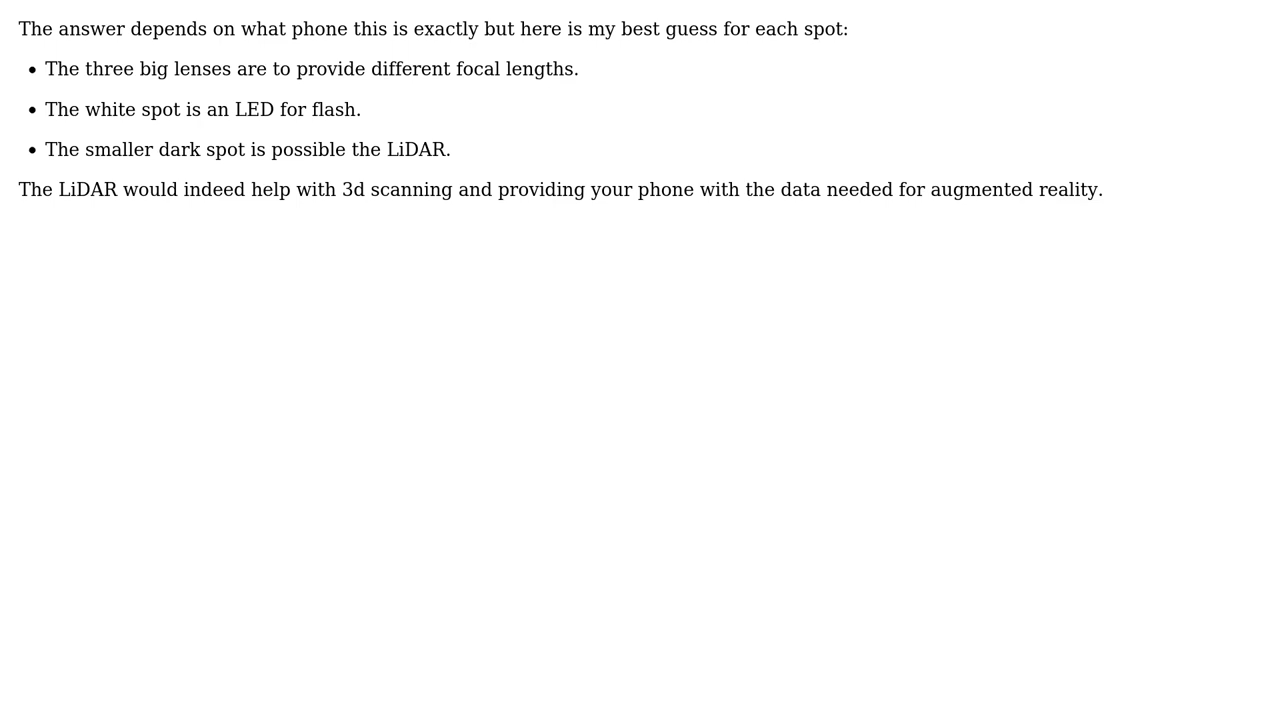 The answer depends on what phone this is exactly but here is my best guess for each spot:
• The three big lenses are to provide different focal lengths.
• The white spot is an LED for flash.
• The smaller dark spot is possible the LiDAR.
The LiDAR would indeed help with 3d scanning and providing your phone with the data needed for augmented reality.